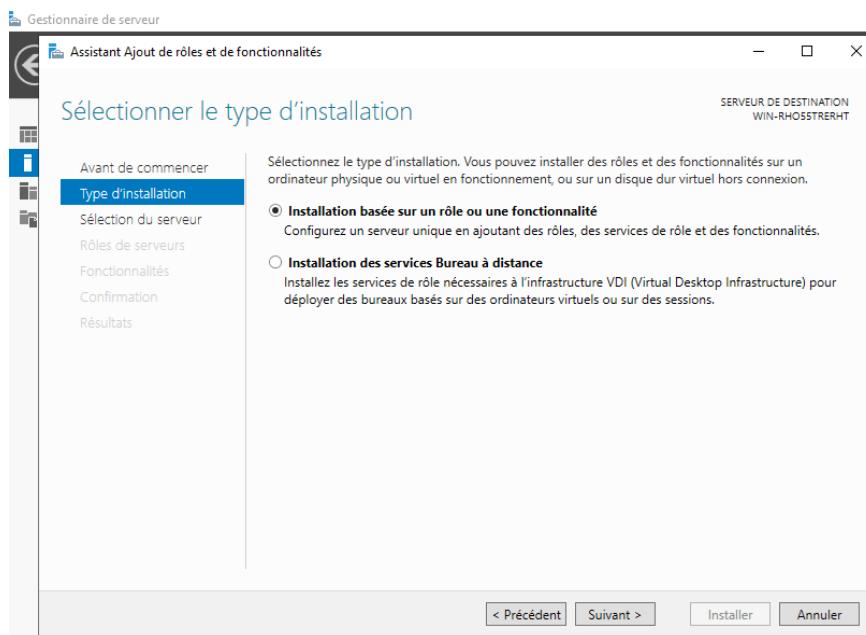 Gestionnaire de serveur
Assistant Ajout de rôles et de fonctionnalités
Sélectionner le type d'installation
SERVEUR DE DESTINATION
WIN-RHO55TRERHT
Avant de commencer
Type d'installation
Sélection du serveur
Rôles de serveurs
Fonctionnalités
Confirmation
Résultats
Sélectionnez le type d'installation. Vous pouvez installer des rôles et des fonctionnalités sur un
ordinateur physique ou virtuel en fonctionnement, ou sur un disque dur virtuel hors connexion.
Installation basée sur un rôle ou une fonctionnalité
Configurez un serveur unique en ajoutant des rôles, des services de rôle et des fonctionnalités.
Installation des services Bureau à distance
Installez les services de rôle nécessaires à l'infrastructure VDI (Virtual Desktop Infrastructure) pour
déployer des bureaux basés sur des ordinateurs virtuels ou sur des sessions.
< Précédent
Suivant >
Installer
Annuler